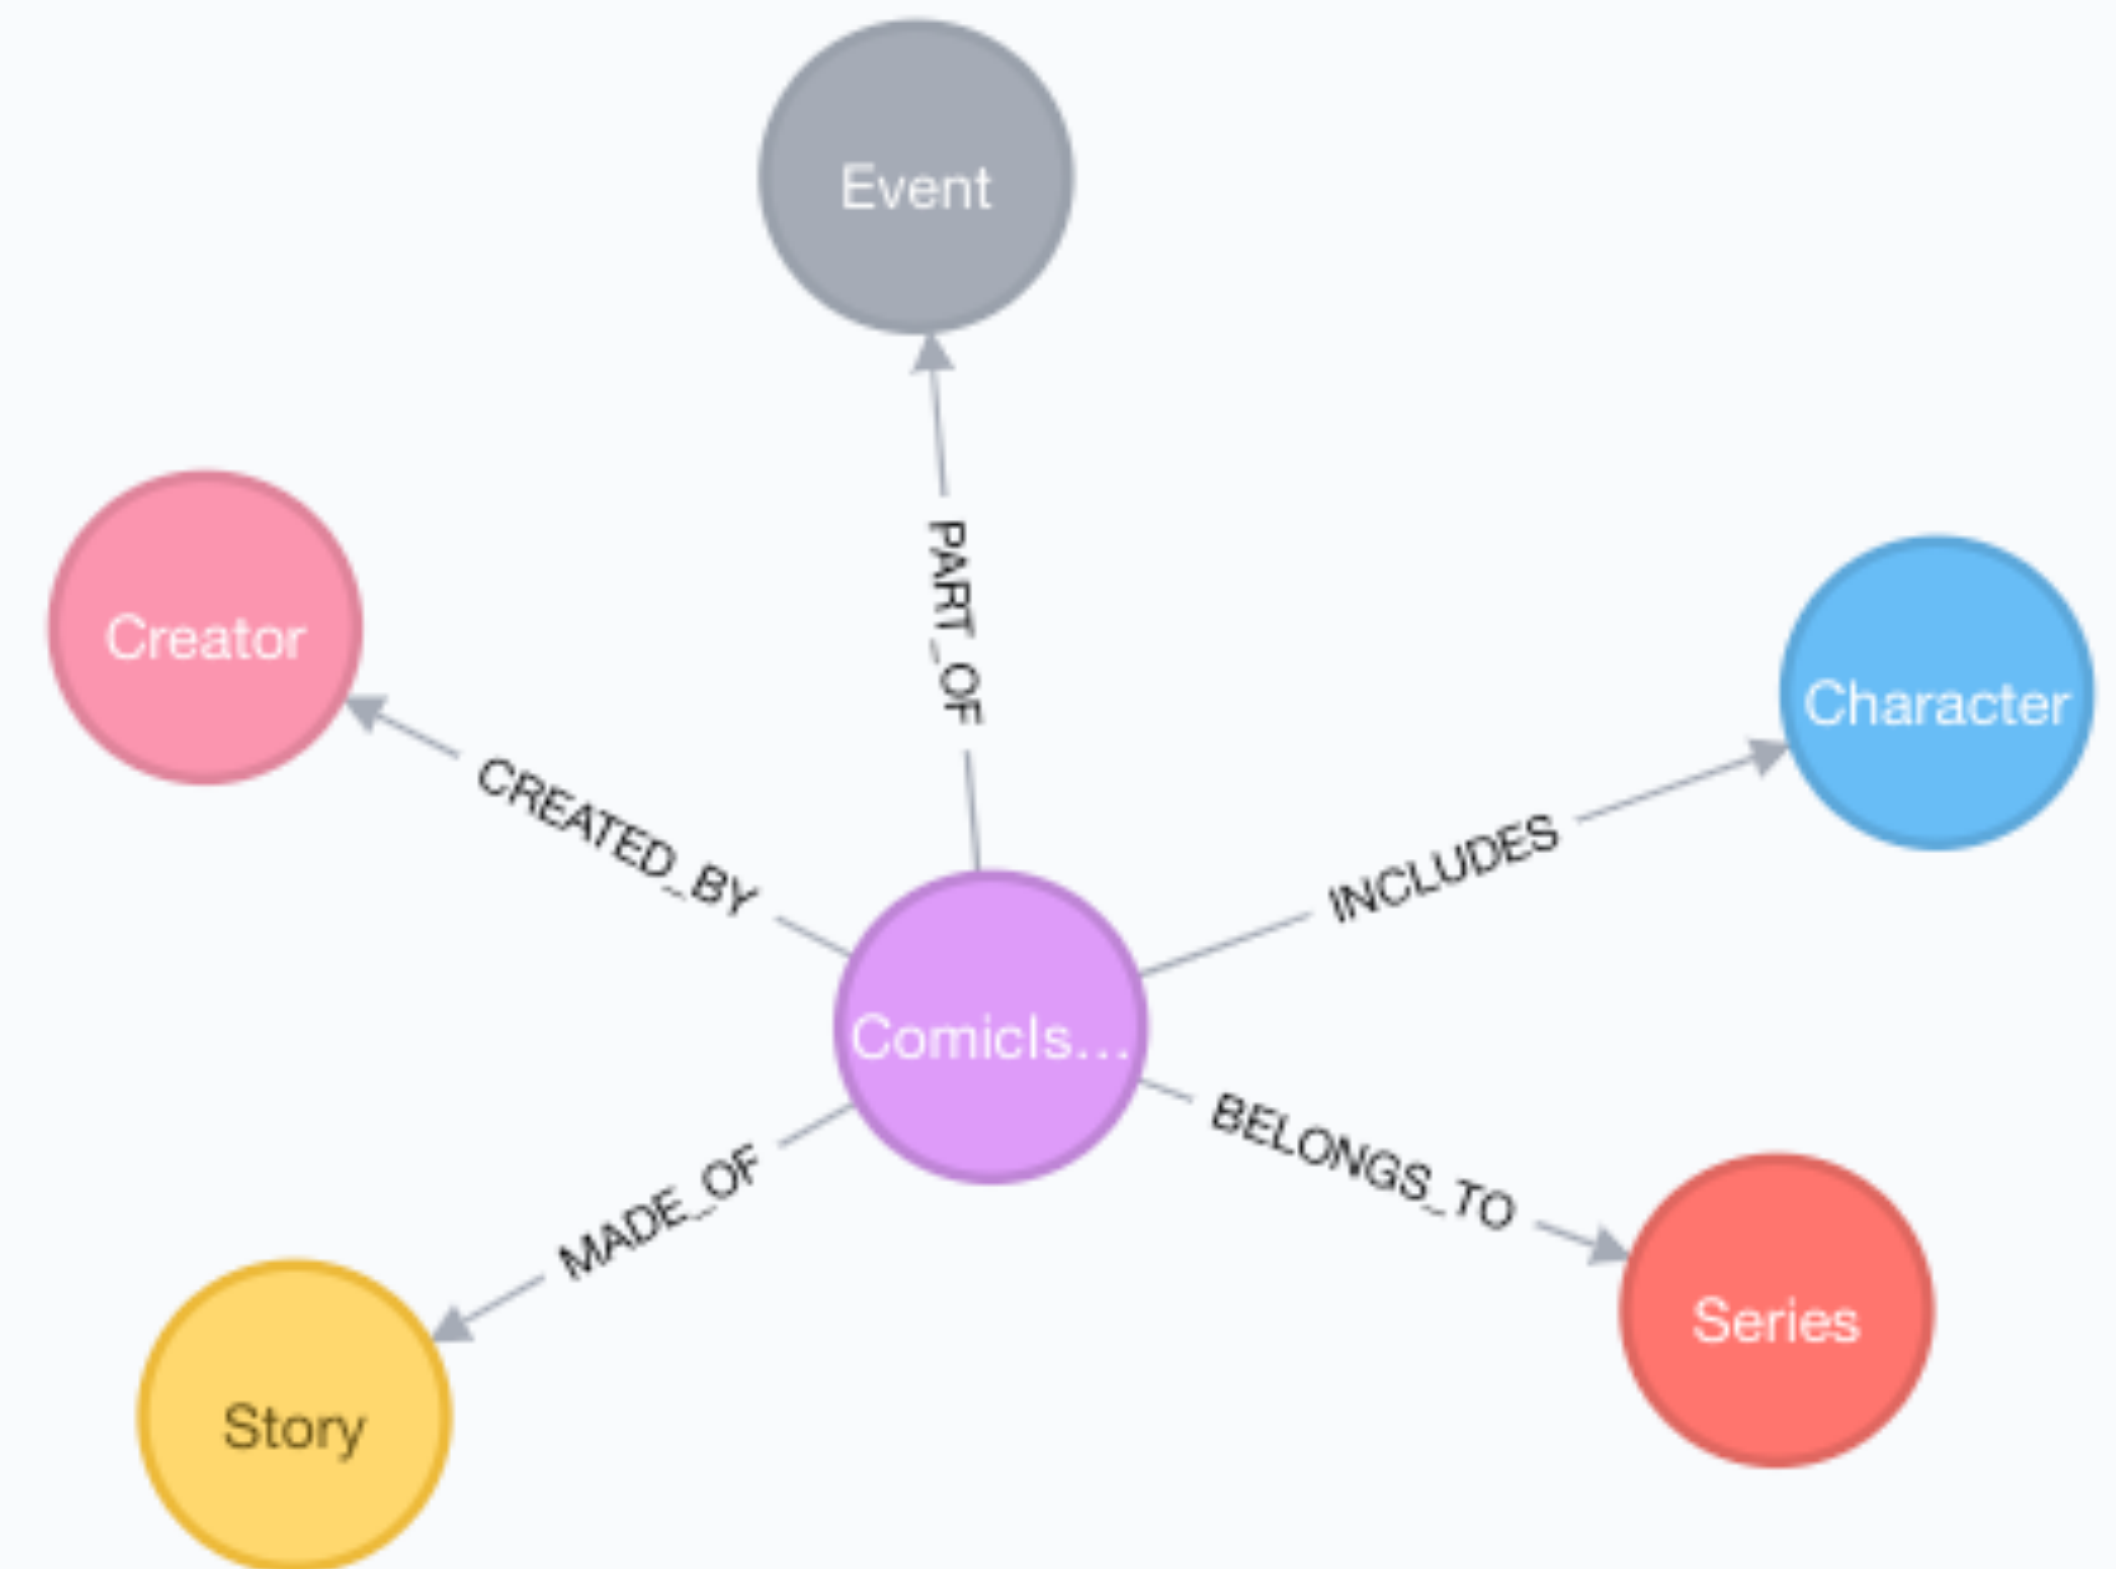 Event
PART_OF
Creator
CREATED_BY
Character
INCLUDES
ComicIs...
BELONGS_TO
MADE_OF
Series
Story